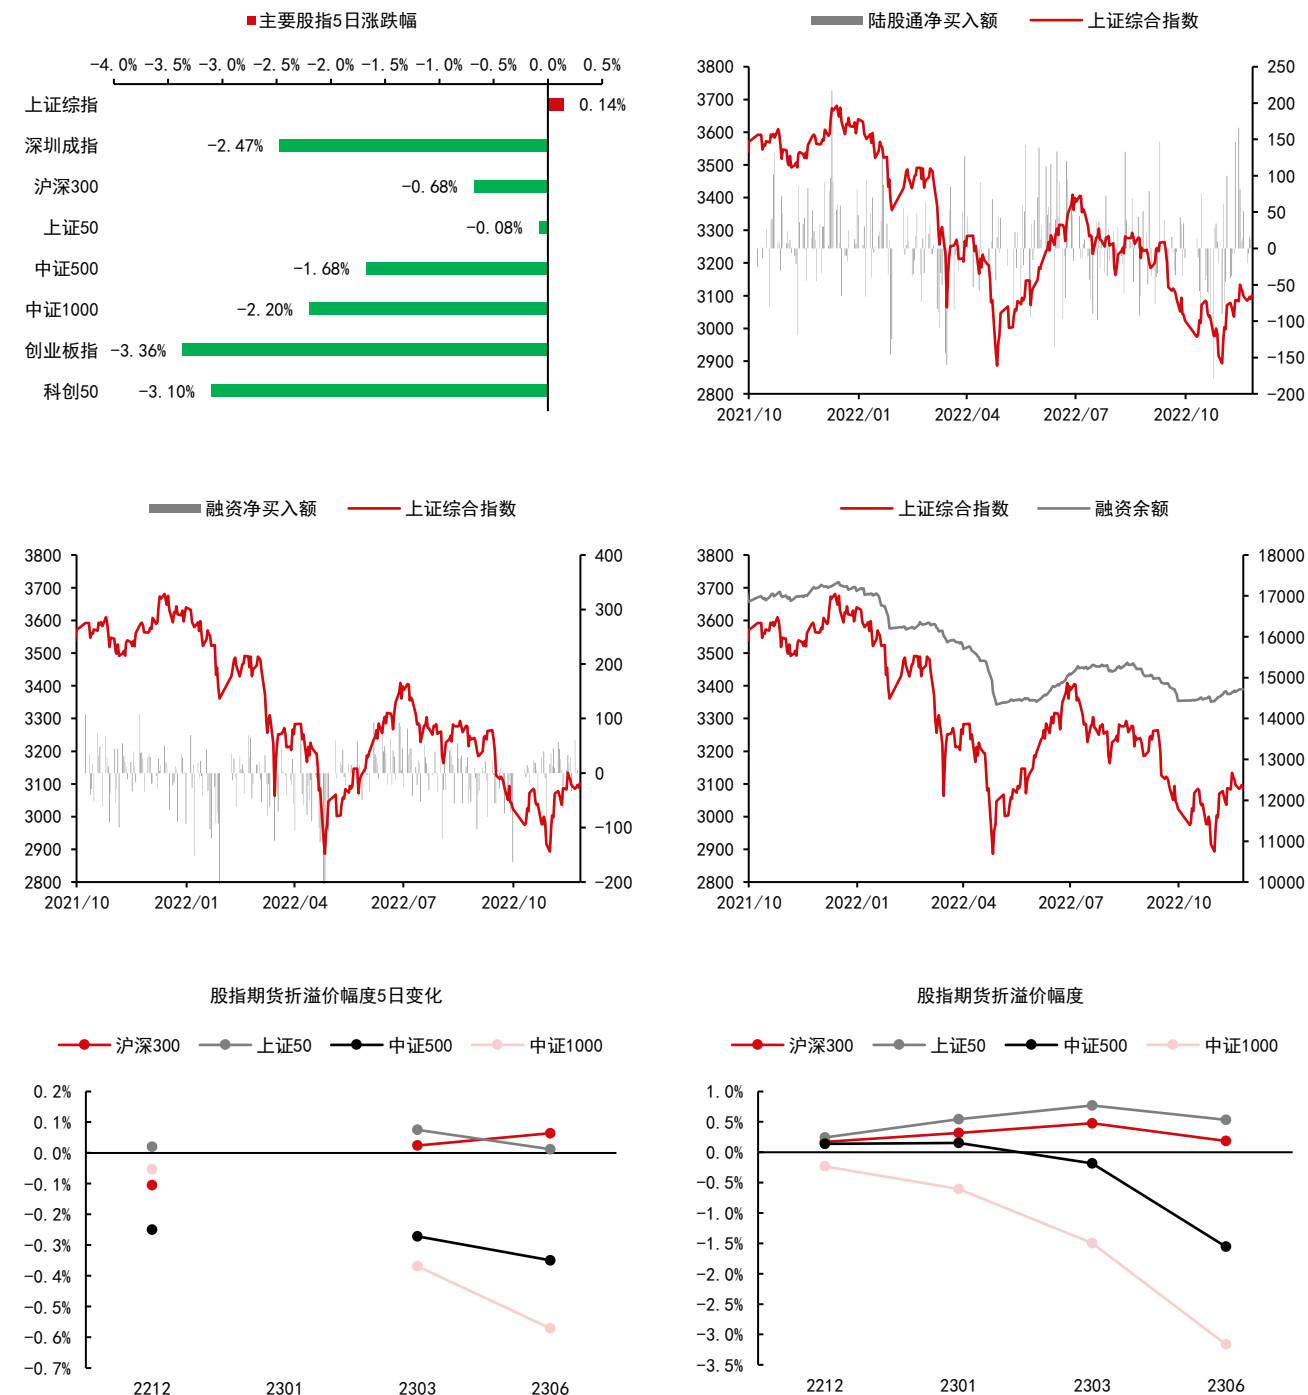 主要股指5日涨跌幅
-4.0% -3.5% -3.0% -2.5% -2.0% -1.5% -1.0% -0.5% 0.0% 0.5%
上证综指 0.14%
深圳成指 -2.47%
沪深300 -0.68%
上证50 -0.08%
中证500 -1.68%
中证1000 -2.20%
创业板指 -3.36%
科创50 -3.10%
陆股通净买入额 上证综合指数
3800 250
3700 200
3600 150
3500 100
3400 50
3300 0
3200 -50
3100 -100
3000 -150
2900 -200
2800
2021/10 2022/01 2022/04 2022/07 2022/10
融资净买入额 上证综合指数
3800 400
3700 300
3600 200
3500 100
3400 0
3300 -100
3200 -200
3100
3000
2900
2800
2021/10 2022/01 2022/04 2022/07 2022/10
上证综合指数 融资余额
3800 18000
3700 17000
3600 16000
3500 15000
3400 14000
3300 13000
3200 12000
3100 11000
3000 10000
2900
2800
2021/10 2022/01 2022/04 2022/07 2022/10
股指期货折溢价幅度5日变化
沪深300 上证50 中证500 中证1000
0.2%
0.1%
0.0%
-0.1%
-0.2%
-0.3%
-0.4%
-0.5%
-0.6%
-0.7%
2212 2301 2303 2306
股指期货折溢价幅度
沪深300 上证50 中证500 中证1000
1.0%
0.5%
0.0%
-0.5%
-1.0%
-1.5%
-2.0%
-2.5%
-3.0%
-3.5%
2212 2301 2303 2306